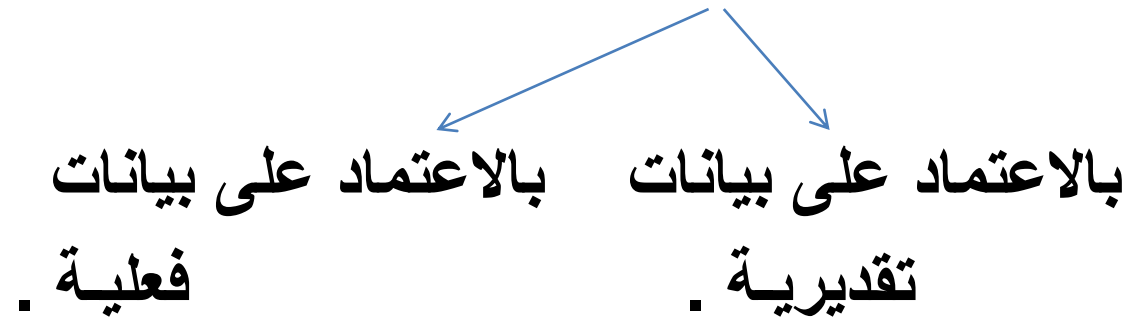 بالاعتماد على بيانات بالاعتماد على بيانات
تقديريـة . فعليـة .